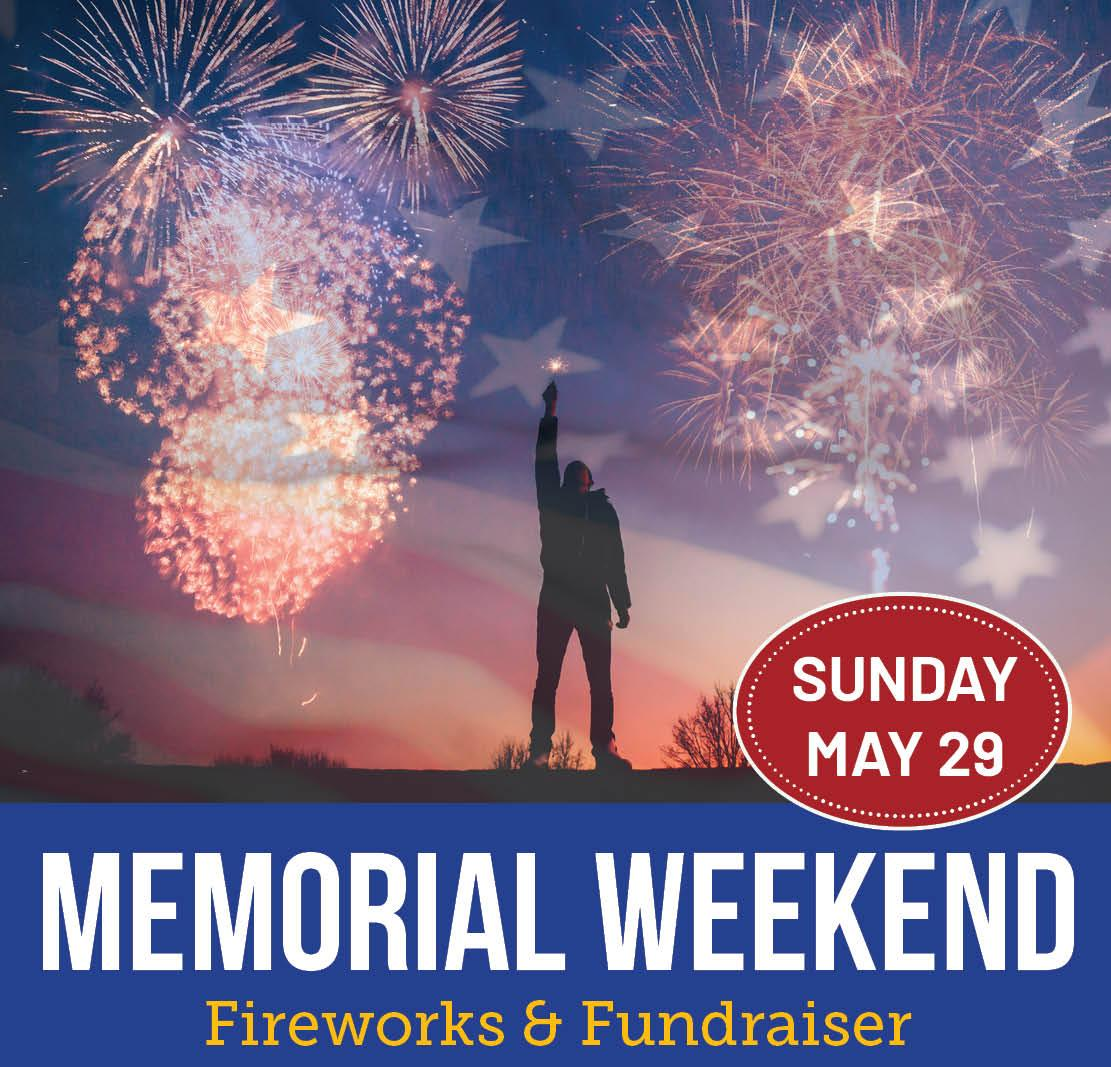 SUNDAY
MAY 29
MEMORIAL WEEKEND
Fireworks & Fundraiser